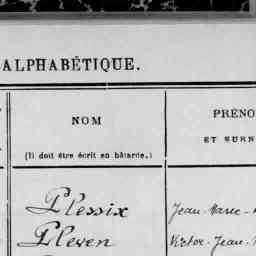 ALPHABÉTIQUE.
NOM
(Il doit être écrit en bâtarde.)
PRÉNO
ET SURN
Plessix
Jean-Marie-
Pleven
Victor-Jean-